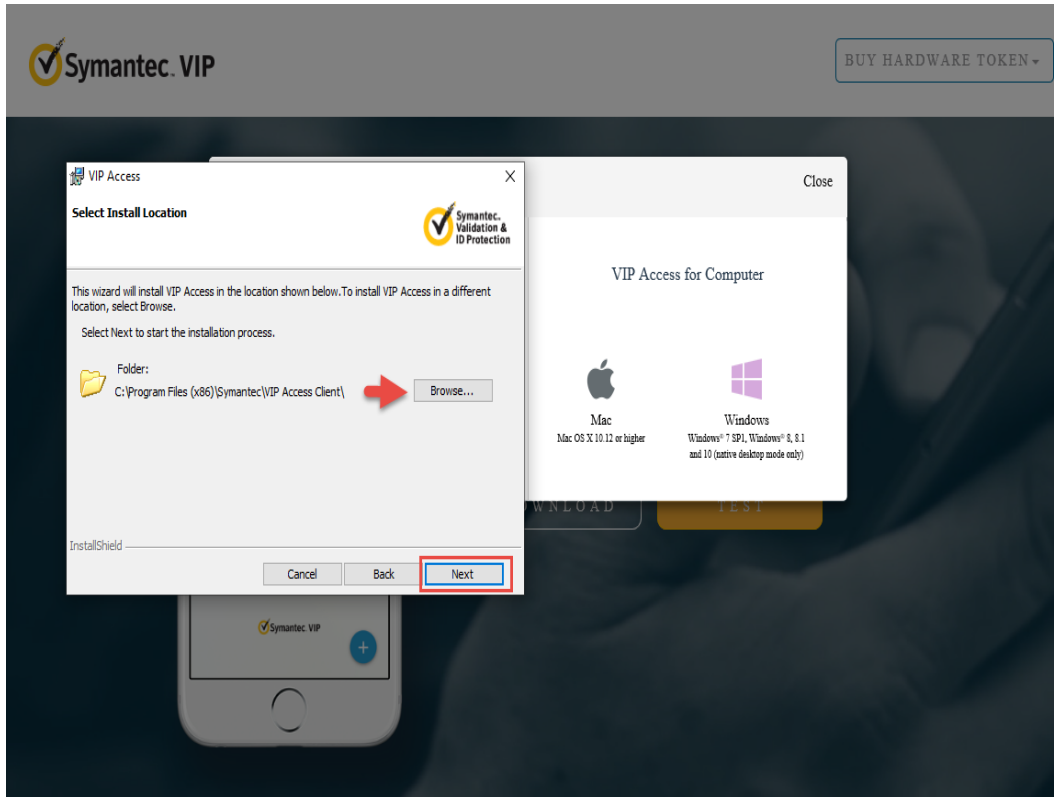 Symantec. VIP
BUY HARDWARE TOKEN
VIP Access
X
Close
Select Install Location
Symantec.
Validation &
ID Protection
VIP Access for Computer
This wizard will install VIP Access in the location shown below.To install VIP Access in a different
location, select Browse.
Select Next to start the installation process.
Folder:
C:\Program Files (x86)\Symantec\VIP Access Client\
Browse...
Mac
Mac OS X 10.12 or higher
Windows
Windows® 7 SP1, Windows® 8, 8.1
and 10 (native desktop mode only)
WNLOAD
TEST
InstallShield
Cancel
Back
Next
Symantec. VIP
+